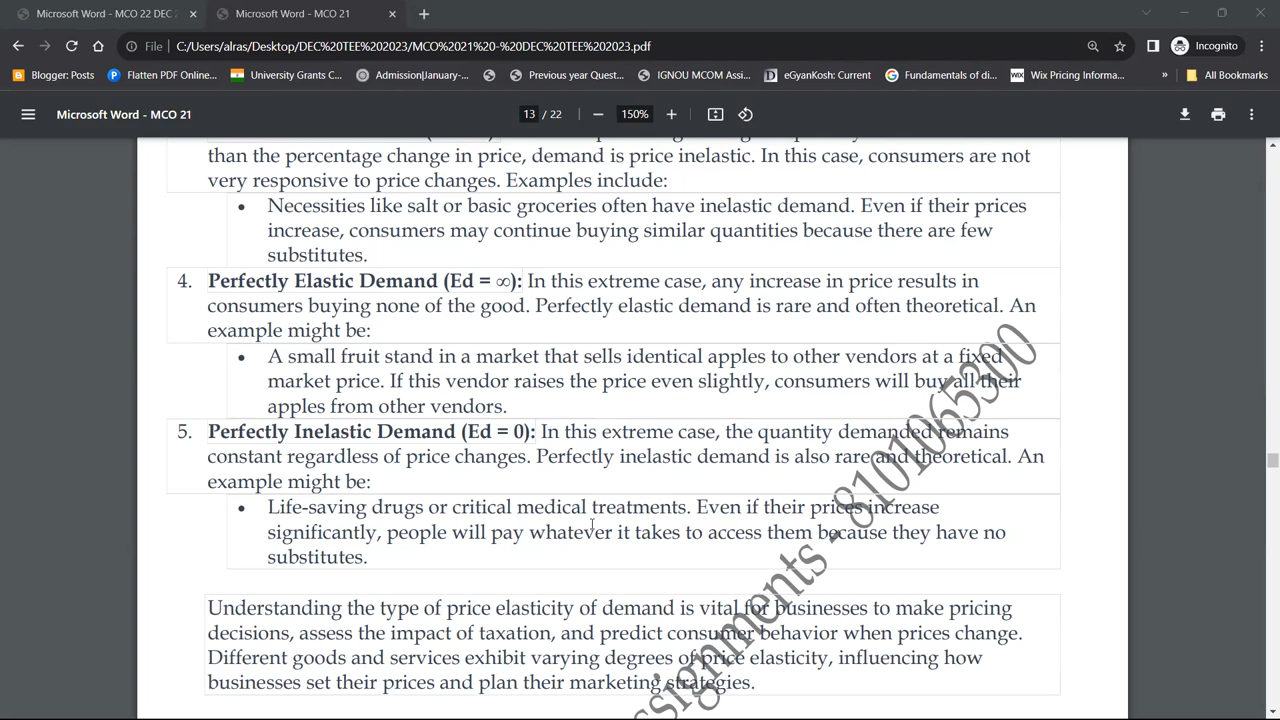 Microsoft Word - MCO 22 DEC 2
Microsoft Word - MCO 21
File
C:/Users/alras/Desktop/DEC%20TEE%202023/MCO%2021%20-%20DEC%20TEE%202023.pdf
Incognito
Blogger: Posts
Flatten PDF Online...
University Grants C...
Admission|January-...
Previous year Quest...
IGNOU MCOM Assi...
eGyanKosh: Current
Fundamentals of di...
Wix Pricing Informa...
»
All Bookmarks
Microsoft Word - MCO 21
13 / 22
150%
than the percentage change in price, demand is price inelastic. In this case, consumers are not
very responsive to price changes. Examples include:
• Necessities like salt or basic groceries often have inelastic demand. Even if their prices
increase, consumers may continue buying similar quantities because there are few
substitutes.
4. Perfectly Elastic Demand (Ed = ∞): In this extreme case, any increase in price results in
consumers buying none of the good. Perfectly elastic demand is rare and often theoretical. An
example might be:
• A small fruit stand in a market that sells identical apples to other vendors at a fixed
market price. If this vendor raises the price even slightly, consumers will buy all their
apples from other vendors.
5. Perfectly Inelastic Demand (Ed = 0): In this extreme case, the quantity demanded remains
constant regardless of price changes. Perfectly inelastic demand is also rare and theoretical. An
example might be:
• Life-saving drugs or critical medical treatments. Even if their prices increase
significantly, people will pay whatever it takes to access them because they have no
substitutes.
Understanding the type of price elasticity of demand is vital for businesses to make pricing
decisions, assess the impact of taxation, and predict consumer behavior when prices change.
Different goods and services exhibit varying degrees of price elasticity, influencing how
businesses set their prices and plan their marketing strategies.
ssignments - 8101065300